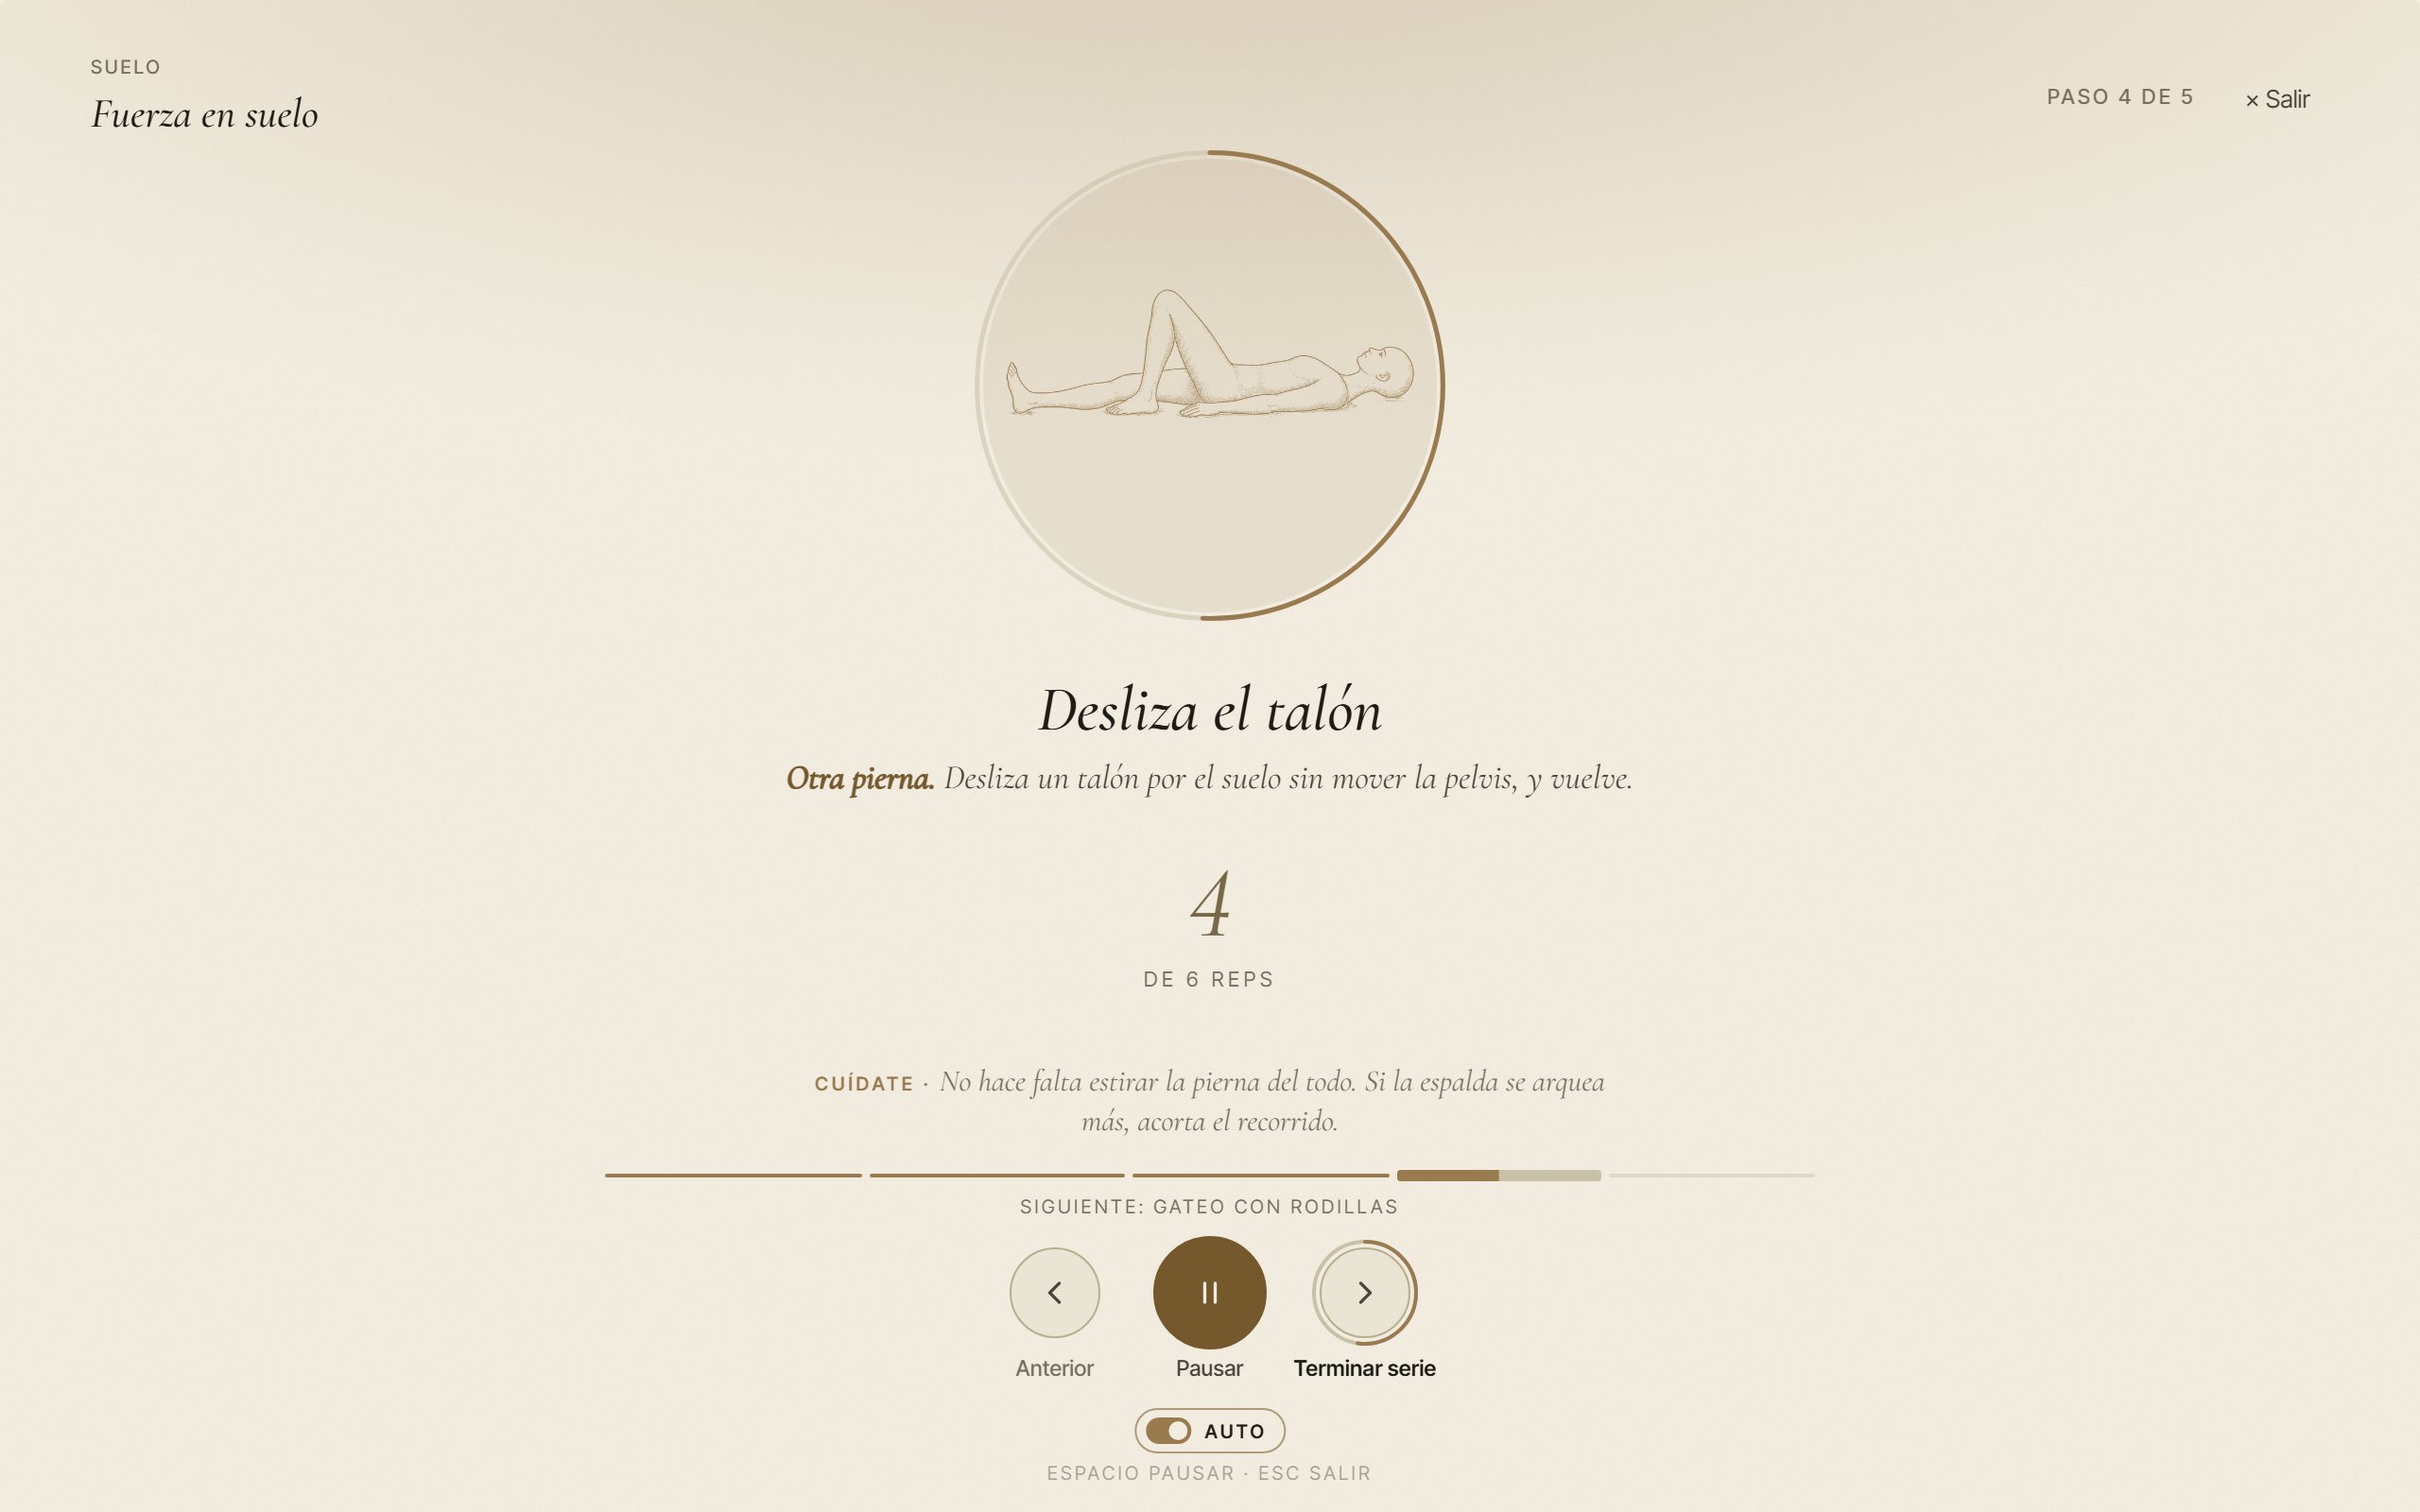 SUELO
Fuerza en suelo
PASO 4 DE 5
× Salir
Desliza el talón
Otra pierna. Desliza un talón por el suelo sin mover la pelvis, y vuelve.
4
DE 6 REPS
CUÍDATE · No hace falta estirar la pierna del todo. Si la espalda se arquea
más, acorta el recorrido.
SIGUIENTE: GATEO CON RODILLAS
Anterior
Pausar
Terminar serie
AUTO
ESPACIO PAUSAR · ESC SALIR